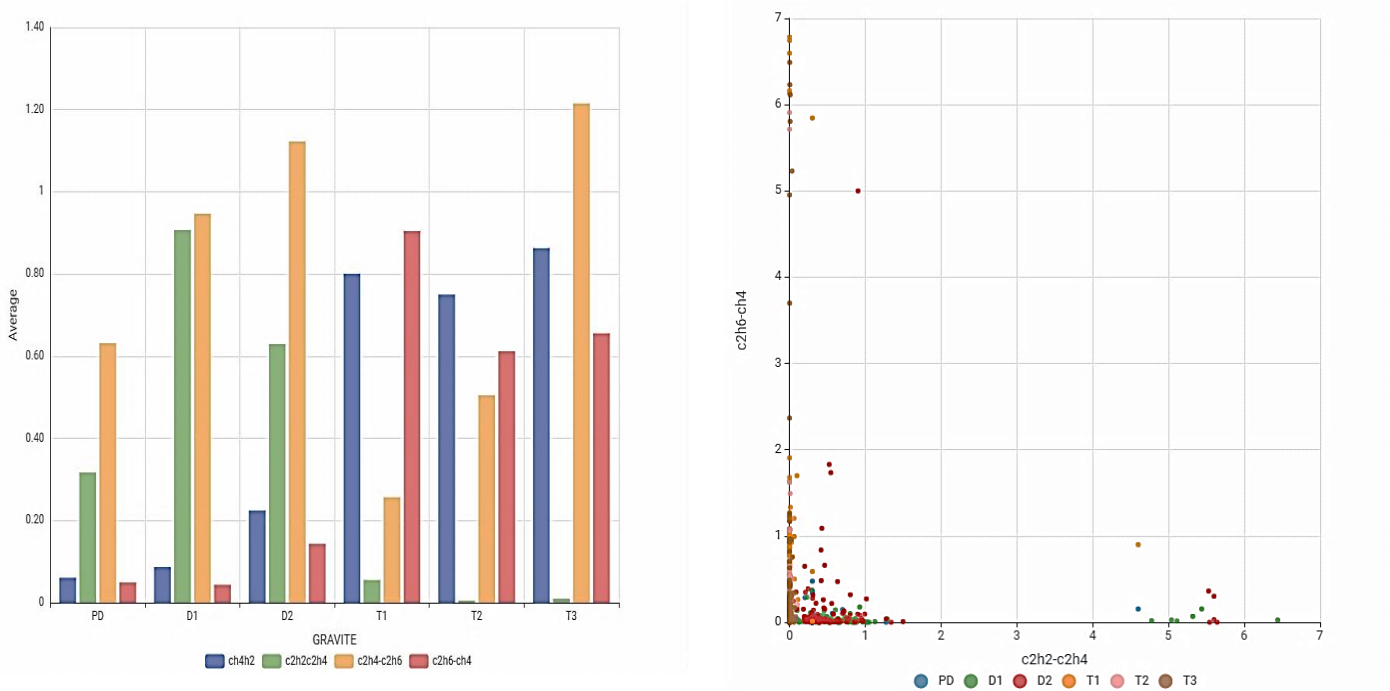 1.40
1.20
1
0.80
0.60
0.40
0.20
0
Average
PD D1 D2 T1 T2 T3
GRAVITE
ch4h2 c2h2c2h4 c2h4-c2h6 c2h6-ch4
7
6
5
4
3
2
1
0
c2h6-ch4
0 1 2 3 4 5 6 7
c2h2-c2h4
PD D1 D2 T1 T2 T3